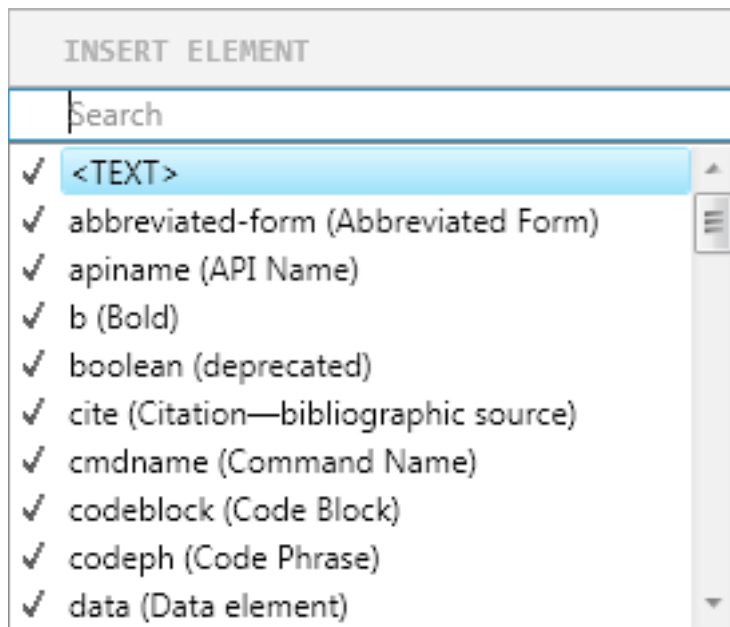 INSERT ELEMENT
Search
<TEXT>
abbreviated-form (Abbreviated Form)
apiname (API Name)
b (Bold)
boolean (deprecated)
cite (Citation—bibliographic source)
cmdname (Command Name)
codeblock (Code Block)
codeph (Code Phrase)
data (Data element)